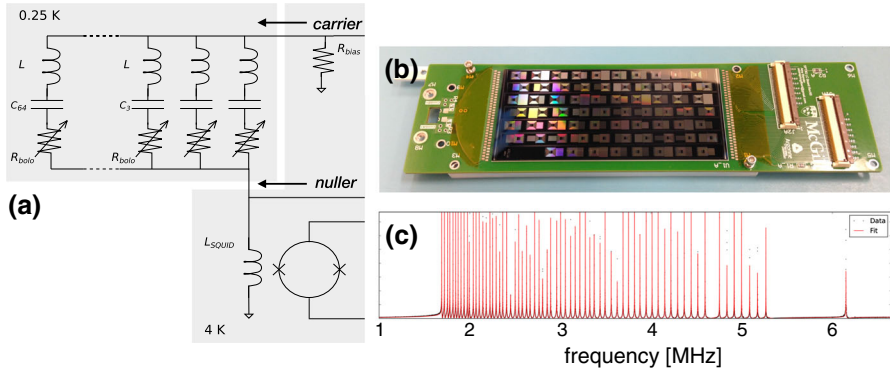 0.25 K
carrier
L
L
R_bias
C_64
C_3
R_bolo
R_bolo
nuller
(a)
L_SQUID
4 K
(b)
(c)
Data
Fit
1 2 3 4 5 6
frequency [MHz]